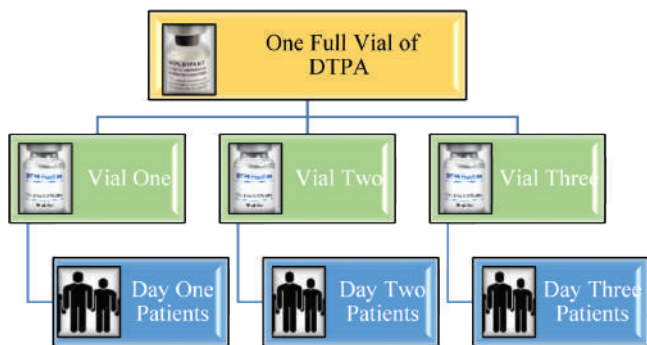 One Full Vial of
DTPA
Vial One
Vial Two
Vial Three
Day One
Patients
Day Two
Patients
Day Three
Patients